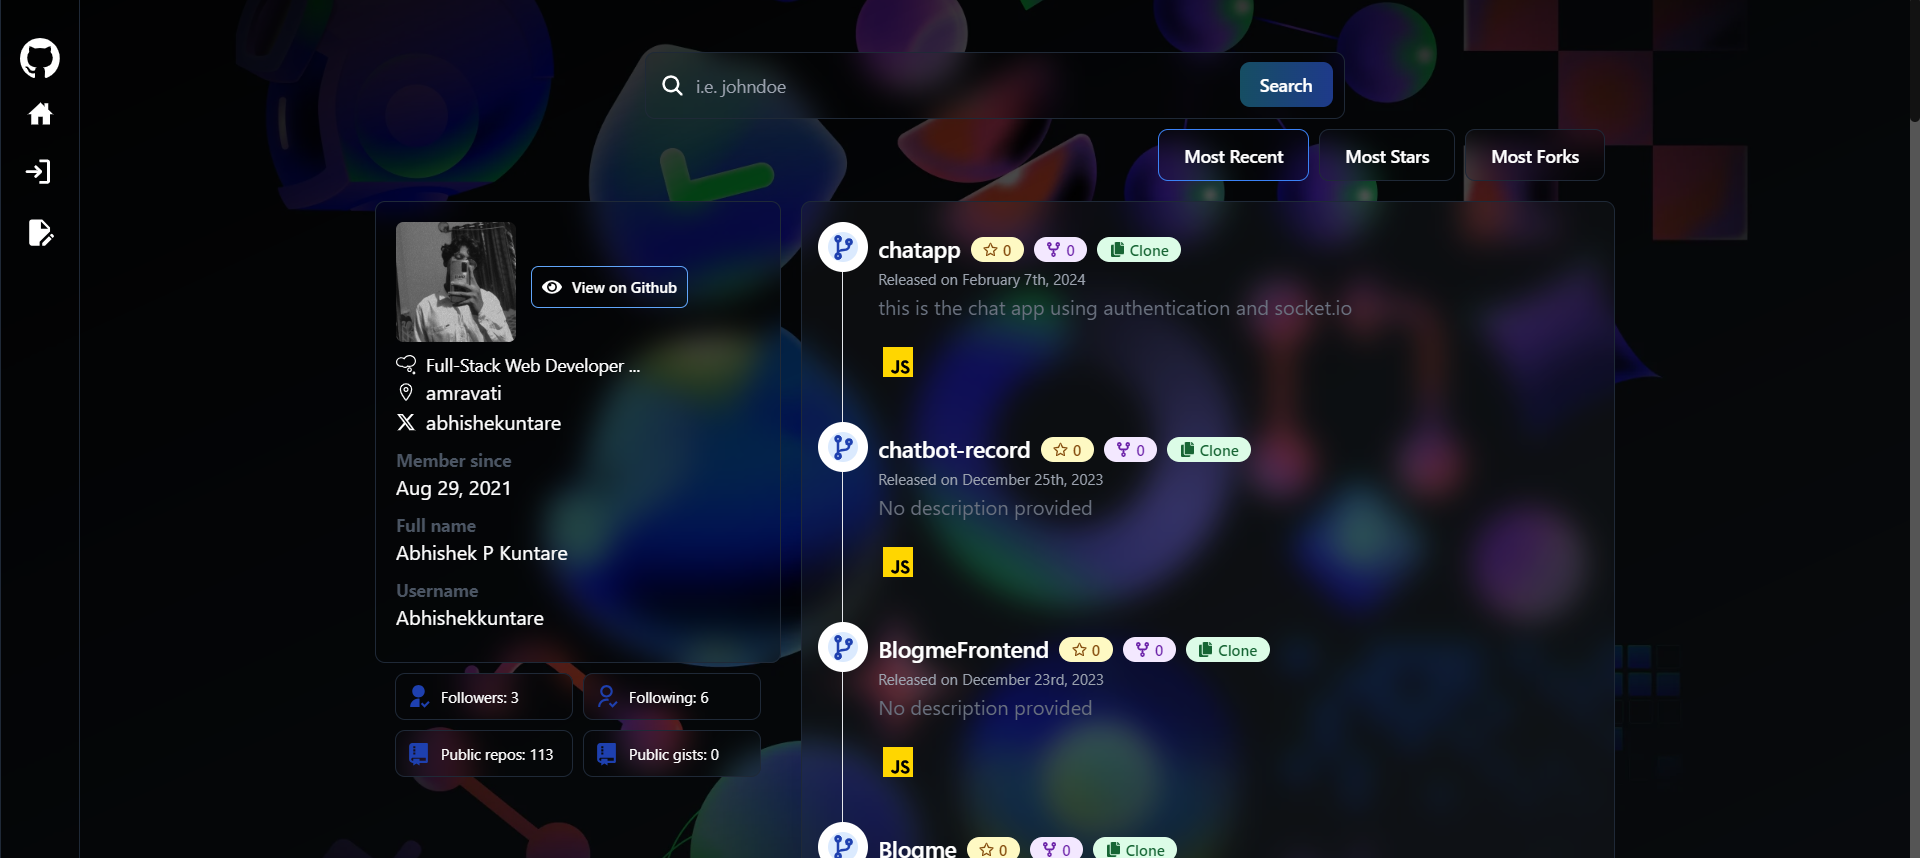 i.e. johndoe
Search
Most Recent
Most Stars
Most Forks
View on Github
Full-Stack Web Developer ...
amravati
abhishekuntare
Member since
Aug 29, 2021
Full name
Abhishek P Kuntare
Username
Abhishekkuntare
Followers: 3
Following: 6
Public repos: 113
Public gists: 0
chatapp 0 0 Clone
Released on February 7th, 2024
this is the chat app using authentication and socket.io
JS
chatbot-record 0 0 Clone
Released on December 25th, 2023
No description provided
JS
BlogmeFrontend 0 0 Clone
Released on December 23rd, 2023
No description provided
JS
Blogme 0 0 Clone